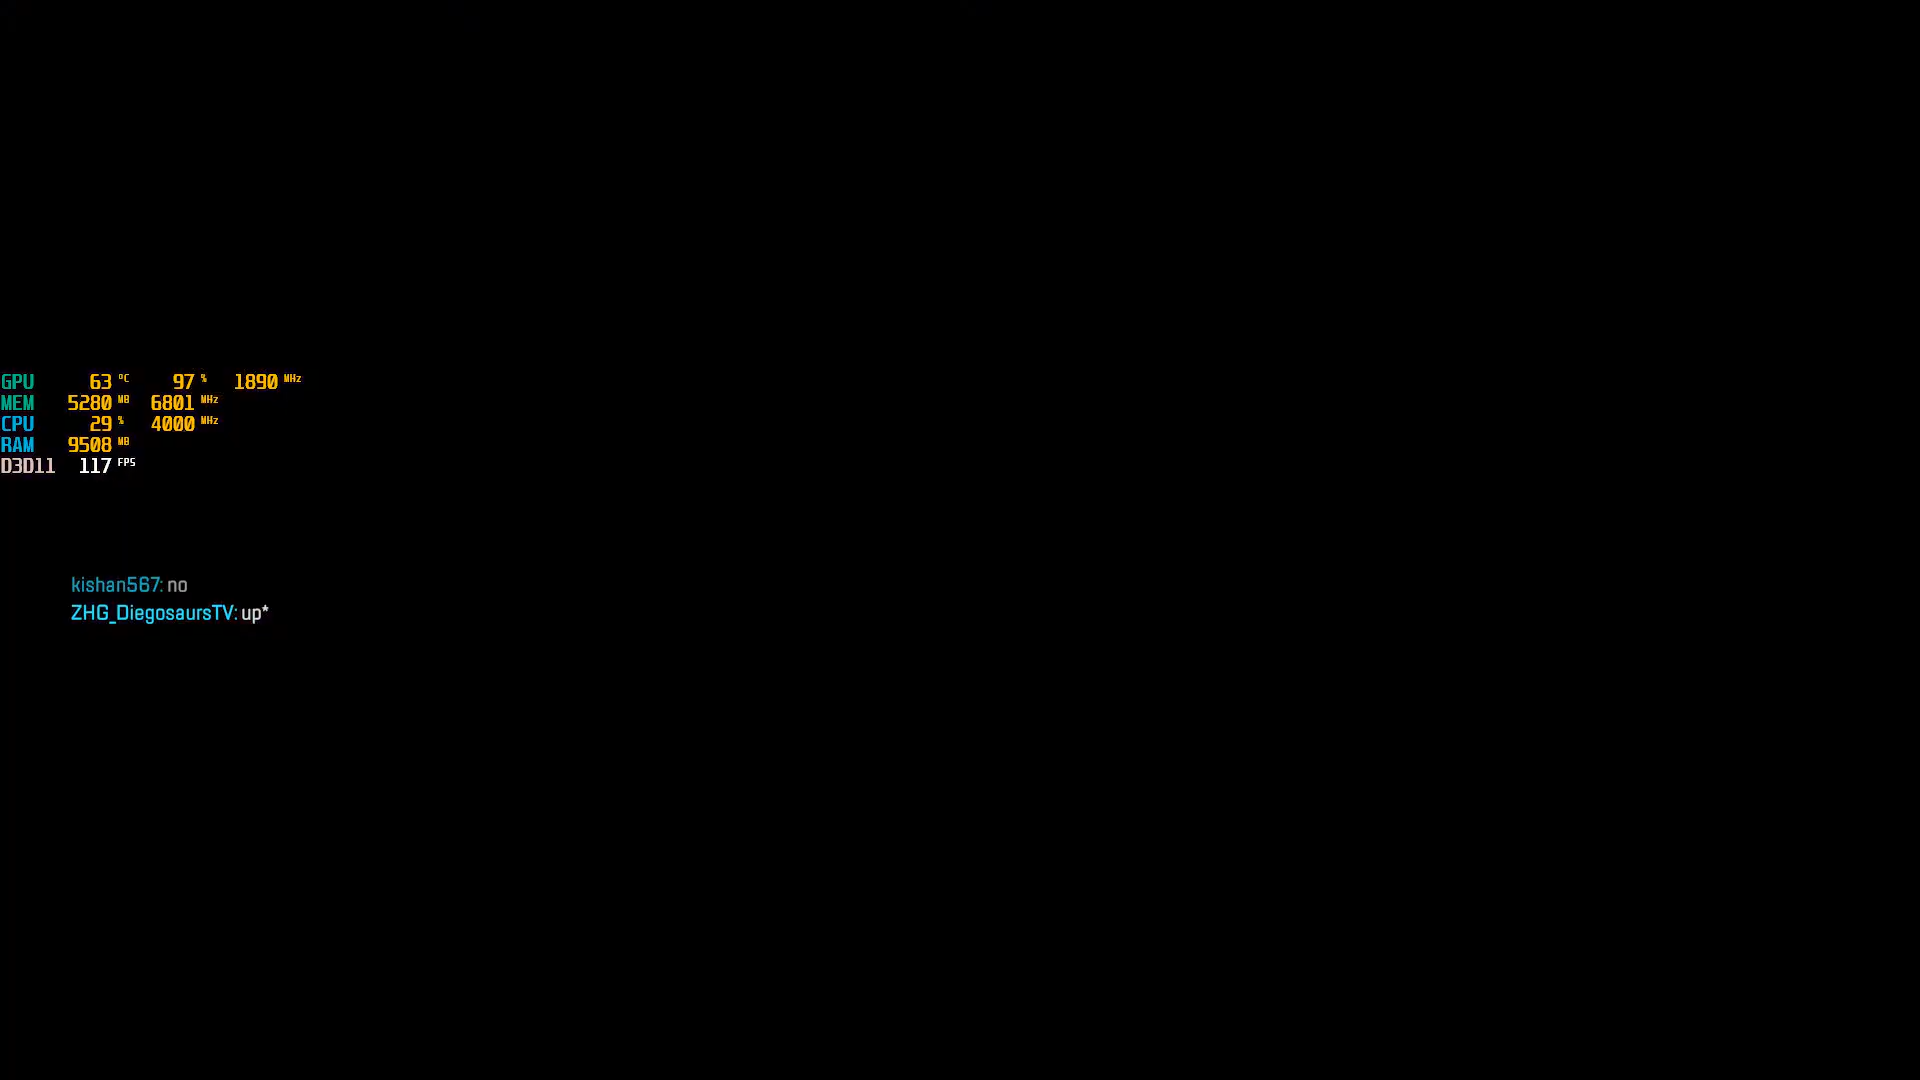 GPU 63 °C 97 % 1890 MHz
MEM 5280 MB 6801 MHz
CPU 29 % 4000 MHz
RAM 9508 MB
D3D11 117 FPS
kishan567: no
ZHG_DiegosaursTV: up*